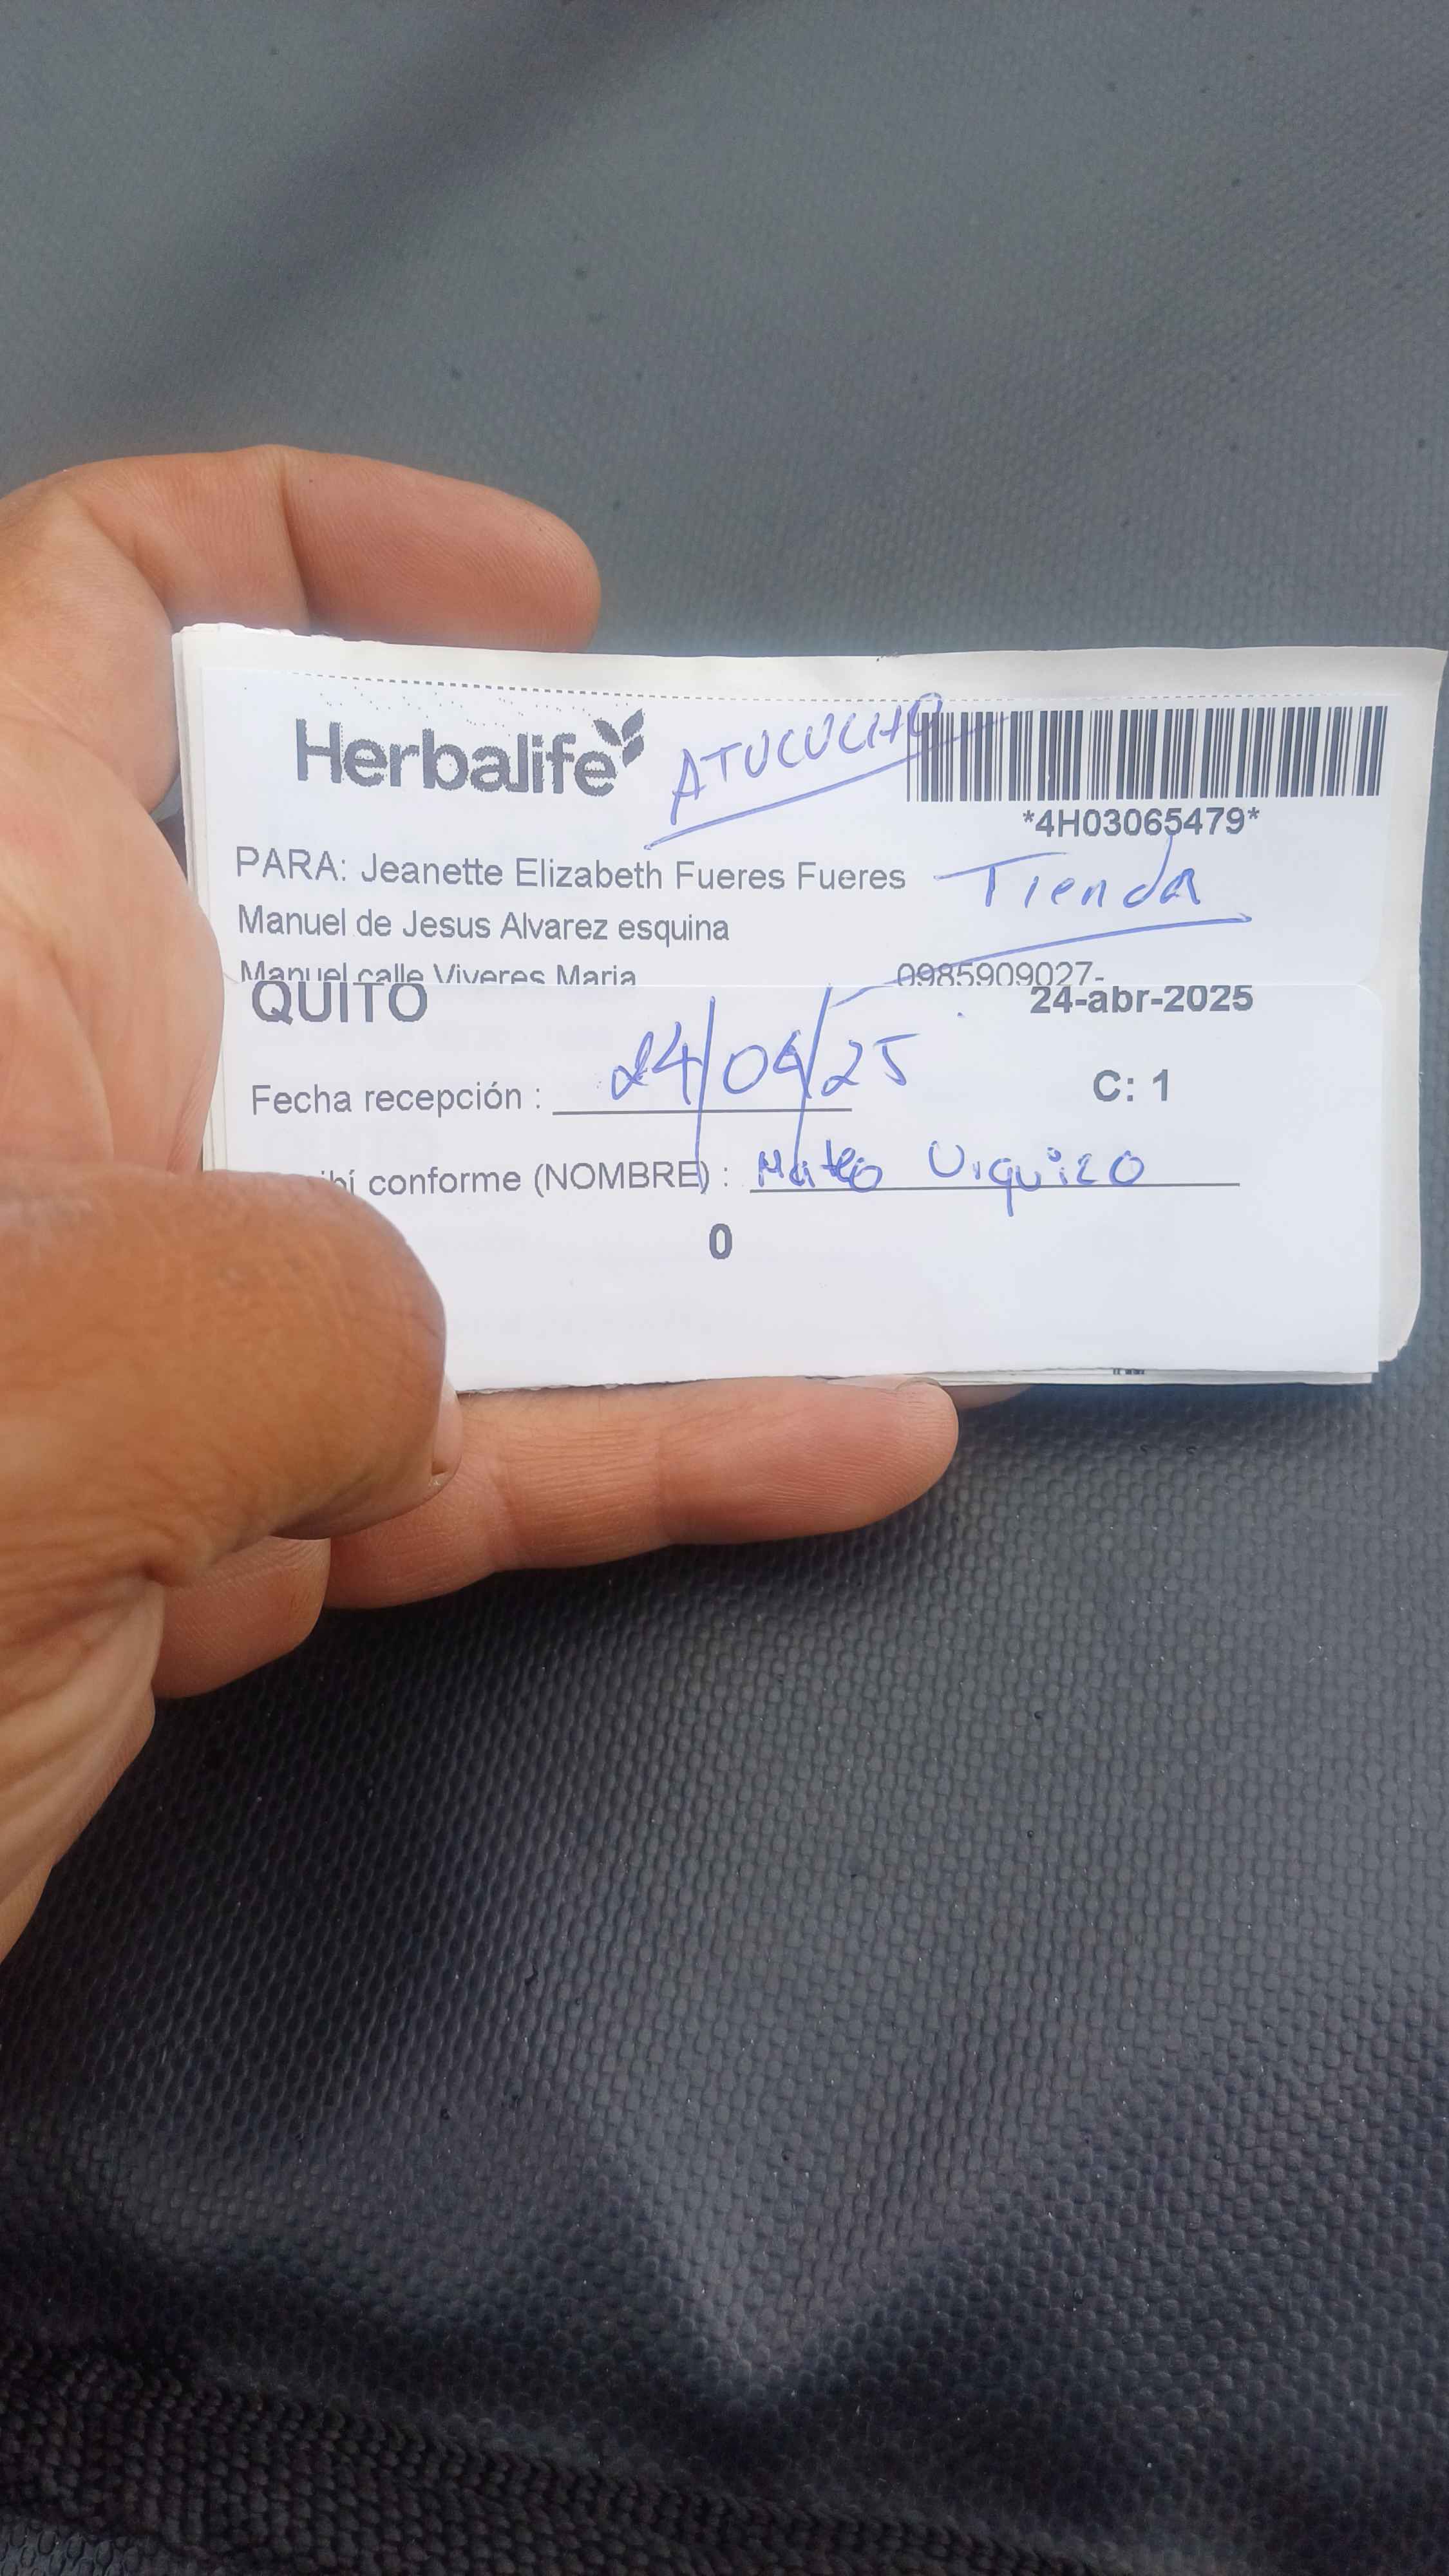 Herbalife
ATUCUCHO
*4H03065479*
PARA: Jeanette Elizabeth Fueres Fueres
Tienda
Manuel de Jesus Alvarez esquina
Manuel calle Viveres Maria 0985909027-
QUITO 24-abr-2025
Fecha recepción : 24/04/25 C: 1
bí conforme (NOMBRE) : Mateo Urquizo
0